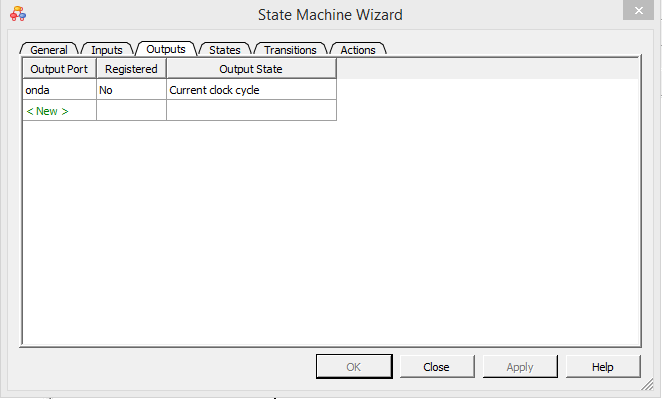 State Machine Wizard
General Inputs Outputs States Transitions Actions
Output Port Registered Output State
onda No Current clock cycle
< New >
OK Close Apply Help